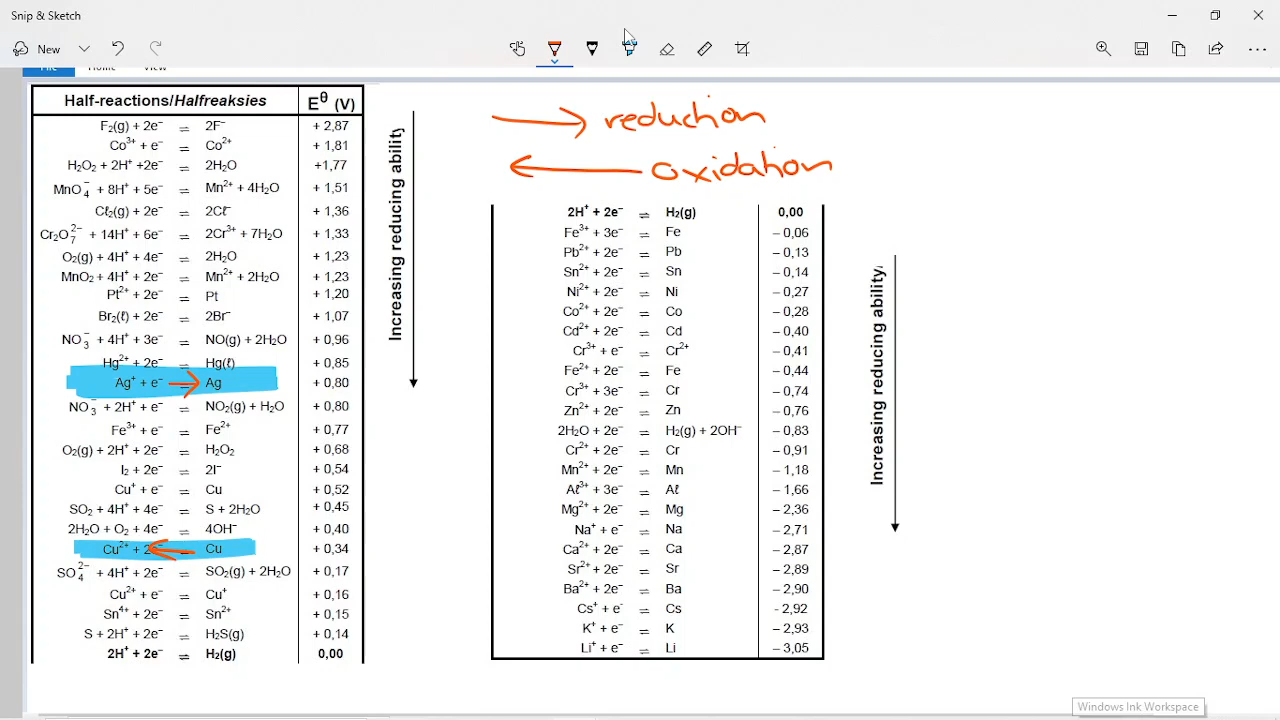 Snip & Sketch
New
File Home View
Half-reactions/Halfreaksies E^θ (V)
F₂(g) + 2e⁻ ⇌ 2F⁻ + 2,87
Co³⁺ + e⁻ ⇌ Co²⁺ + 1,81
H₂O₂ + 2H⁺ +2e⁻ ⇌ 2H₂O +1,77
MnO₄⁻ + 8H⁺ + 5e⁻ ⇌ Mn²⁺ + 4H₂O + 1,51
Cℓ₂(g) + 2e⁻ ⇌ 2Cℓ⁻ + 1,36
Cr₂O₇²⁻ + 14H⁺ + 6e⁻ ⇌ 2Cr³⁺ + 7H₂O + 1,33
O₂(g) + 4H⁺ + 4e⁻ ⇌ 2H₂O + 1,23
MnO₂ + 4H⁺ + 2e⁻ ⇌ Mn²⁺ + 2H₂O + 1,23
Pt²⁺ + 2e⁻ ⇌ Pt + 1,20
Br₂(ℓ) + 2e⁻ ⇌ 2Br⁻ + 1,07
NO₃⁻ + 4H⁺ + 3e⁻ ⇌ NO(g) + 2H₂O + 0,96
Hg²⁺ + 2e⁻ ⇌ Hg(ℓ) + 0,85
Ag⁺ + e⁻ → Ag + 0,80
NO₃⁻ + 2H⁺ + e⁻ ⇌ NO₂(g) + H₂O + 0,80
Fe³⁺ + e⁻ ⇌ Fe²⁺ + 0,77
O₂(g) + 2H⁺ + 2e⁻ ⇌ H₂O₂ + 0,68
I₂ + 2e⁻ ⇌ 2I⁻ + 0,54
Cu⁺ + e⁻ ⇌ Cu + 0,52
SO₂ + 4H⁺ + 4e⁻ ⇌ S + 2H₂O + 0,45
2H₂O + O₂ + 4e⁻ ⇌ 4OH⁻ + 0,40
Cu²⁺ + 2e⁻ ← Cu + 0,34
SO₄²⁻ + 4H⁺ + 2e⁻ ⇌ SO₂(g) + 2H₂O + 0,17
Cu²⁺ + e⁻ ⇌ Cu⁺ + 0,16
Sn⁴⁺ + 2e⁻ ⇌ Sn²⁺ + 0,15
S + 2H⁺ + 2e⁻ ⇌ H₂S(g) + 0,14
2H⁺ + 2e⁻ ⇌ H₂(g) 0,00
Increasing reducing ability
→ reduction
← oxidation
2H⁺ + 2e⁻ ⇌ H₂(g) 0,00
Fe³⁺ + 3e⁻ ⇌ Fe – 0,06
Pb²⁺ + 2e⁻ ⇌ Pb – 0,13
Sn²⁺ + 2e⁻ ⇌ Sn – 0,14
Ni²⁺ + 2e⁻ ⇌ Ni – 0,27
Co²⁺ + 2e⁻ ⇌ Co – 0,28
Cd²⁺ + 2e⁻ ⇌ Cd – 0,40
Cr³⁺ + e⁻ ⇌ Cr²⁺ – 0,41
Fe²⁺ + 2e⁻ ⇌ Fe – 0,44
Cr³⁺ + 3e⁻ ⇌ Cr – 0,74
Zn²⁺ + 2e⁻ ⇌ Zn – 0,76
2H₂O + 2e⁻ ⇌ H₂(g) + 2OH⁻ – 0,83
Cr²⁺ + 2e⁻ ⇌ Cr – 0,91
Mn²⁺ + 2e⁻ ⇌ Mn – 1,18
Aℓ³⁺ + 3e⁻ ⇌ Aℓ – 1,66
Mg²⁺ + 2e⁻ ⇌ Mg – 2,36
Na⁺ + e⁻ ⇌ Na – 2,71
Ca²⁺ + 2e⁻ ⇌ Ca – 2,87
Sr²⁺ + 2e⁻ ⇌ Sr – 2,89
Ba²⁺ + 2e⁻ ⇌ Ba – 2,90
Cs⁺ + e⁻ ⇌ Cs - 2,92
K⁺ + e⁻ ⇌ K – 2,93
Li⁺ + e⁻ ⇌ Li – 3,05
Increasing reducing ability
Windows Ink Workspace